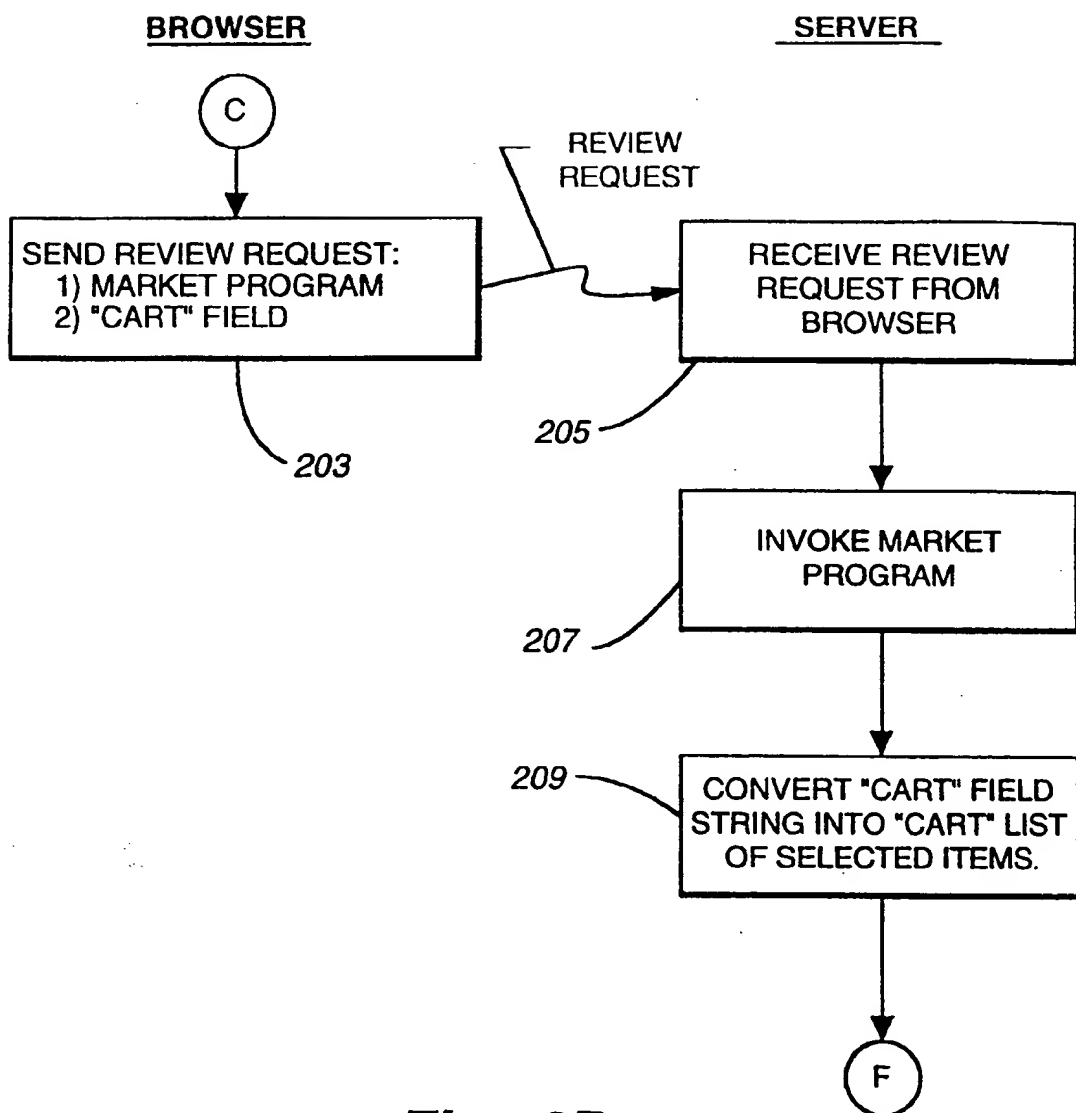 BROWSER
SERVER
C
REVIEW
REQUEST
SEND REVIEW REQUEST:
1) MARKET PROGRAM
2) "CART" FIELD
RECEIVE REVIEW
REQUEST FROM
BROWSER
203
205
INVOKE MARKET
PROGRAM
207
209
CONVERT "CART" FIELD
STRING INTO "CART" LIST
OF SELECTED ITEMS.
F